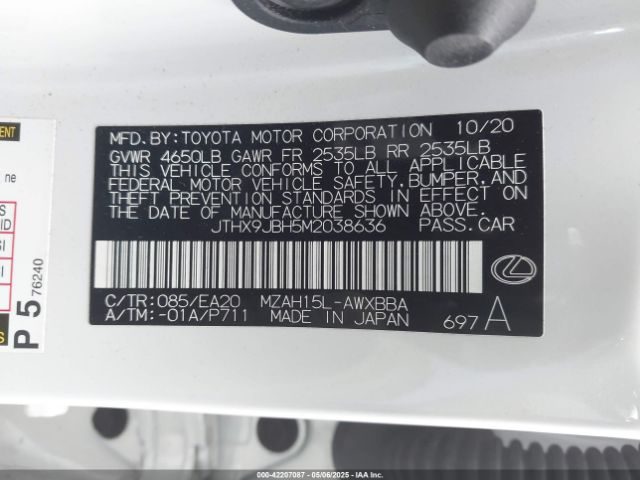 MFD.BY:TOYOTA MOTOR CORPORATION 10/20
GVWR 4650LB GAWR FR 2535LB RR 2535LB
THIS VEHICLE CONFORMS TO ALL APPLICABLE
FEDERAL MOTOR VEHICLE SAFETY,BUMPER,AND
THEFT PREVENTION STANDARDS IN EFFECT ON
THE DATE OF MANUFACTURE SHOWN ABOVE.
JTHX9JBH5M2038636 PASS.CAR
C/TR:085/EA20 MZAH15L-AWXBBA
A/TM:-01A/P711 MADE IN JAPAN 697A
ne
P 5 76240
000-42207087 - 05/06/2025 - IAAI